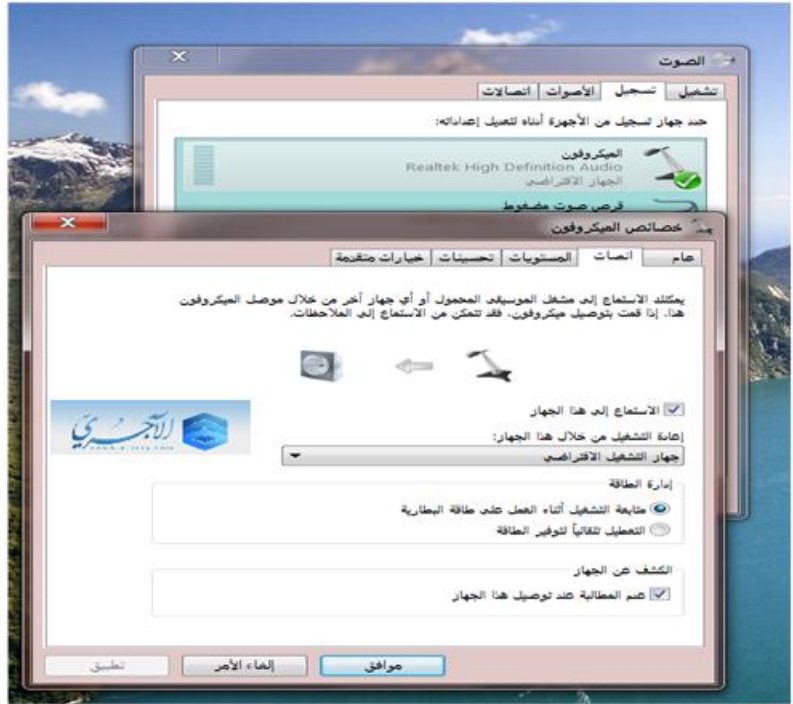 الصوت
تشغيل
تسجيل
الأصوات
اتصالات
حدد جهاز تسجيل من الأجهزة أدناه لتعديل إعداداته:
الميكروفون
Realtek High Definition Audio
الجهاز الافتراضي
قرص صوت مضغوط
خصائص الميكروفون
عام
انصات
المستويات
تحسينات
خيارات متقدمة
يمكنك الاستماع إلى مشغل الموسيقى المحمول أو أي جهاز آخر من خلال موصل الميكروفون
هذا. إذا قمت بتوصيل ميكروفون، فقد تتمكن من الاستماع إلى الملاحظات.
الاستماع إلى هذا الجهاز
إعادة التشغيل من خلال هذا الجهاز:
جهاز التشغيل الافتراضي
الآجري
إدارة الطاقة
متابعة التشغيل أثناء العمل على طاقة البطارية
التعطيل تلقائياً لتوفير الطاقة
الكشف عن الجهاز
عدم المطالبة عند توصيل هذا الجهاز
موافق
إلغاء الأمر
تطبيق